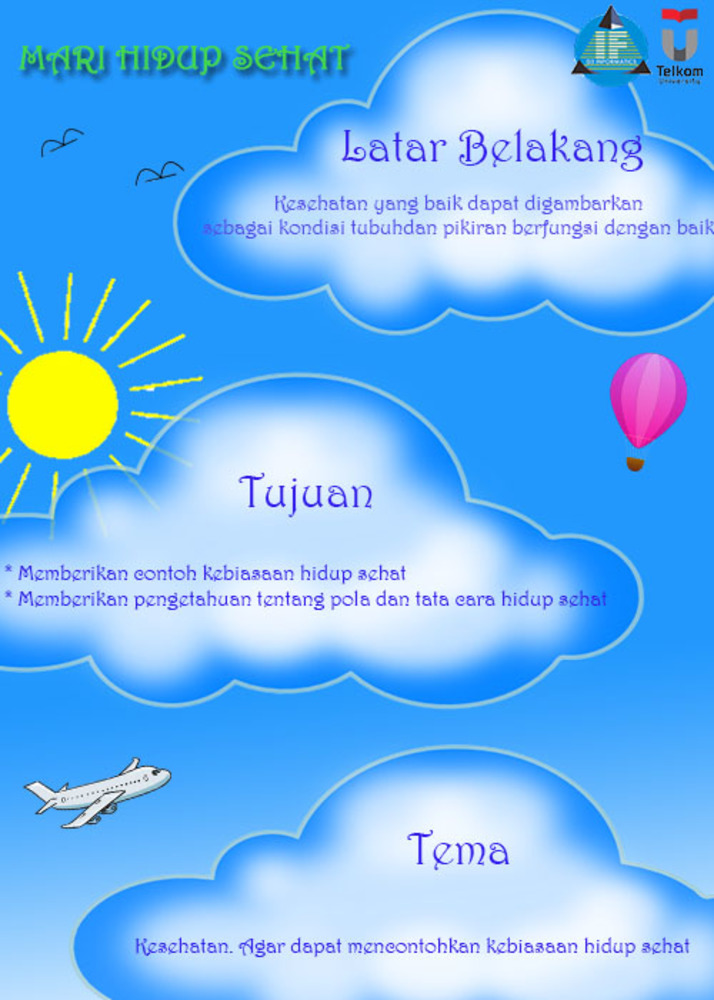 MARI HIDUP SEHAT
IF
D3 INFORMATICS
Telkom
University
Latar Belakang
Kesehatan yang baik dapat digambarkan
sebagai kondisi tubuhdan pikiran berfungsi dengan baik
Tujuan
* Memberikan contoh kebiasaan hidup sehat
* Memberikan pengetahuan tentang pola dan tata cara hidup sehat
Tema
Kesehatan. Agar dapat mencontohkan kebiasaan hidup sehat